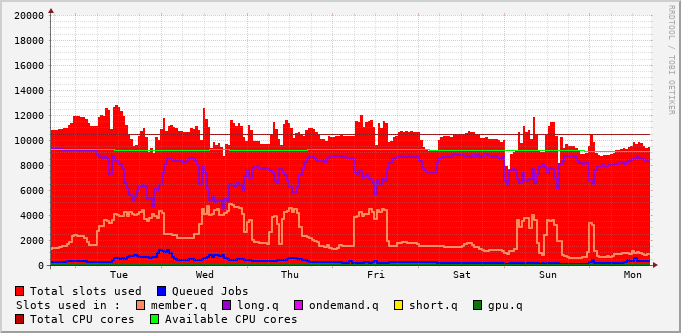 20000
18000
16000
14000
12000
10000
8000
6000
4000
2000
0
Tue Wed Thu Fri Sat Sun Mon
RRDTOOL / TOBI OETIKER
Total slots used Queued Jobs
Slots used in : member.q long.q ondemand.q short.q gpu.q
Total CPU cores Available CPU cores